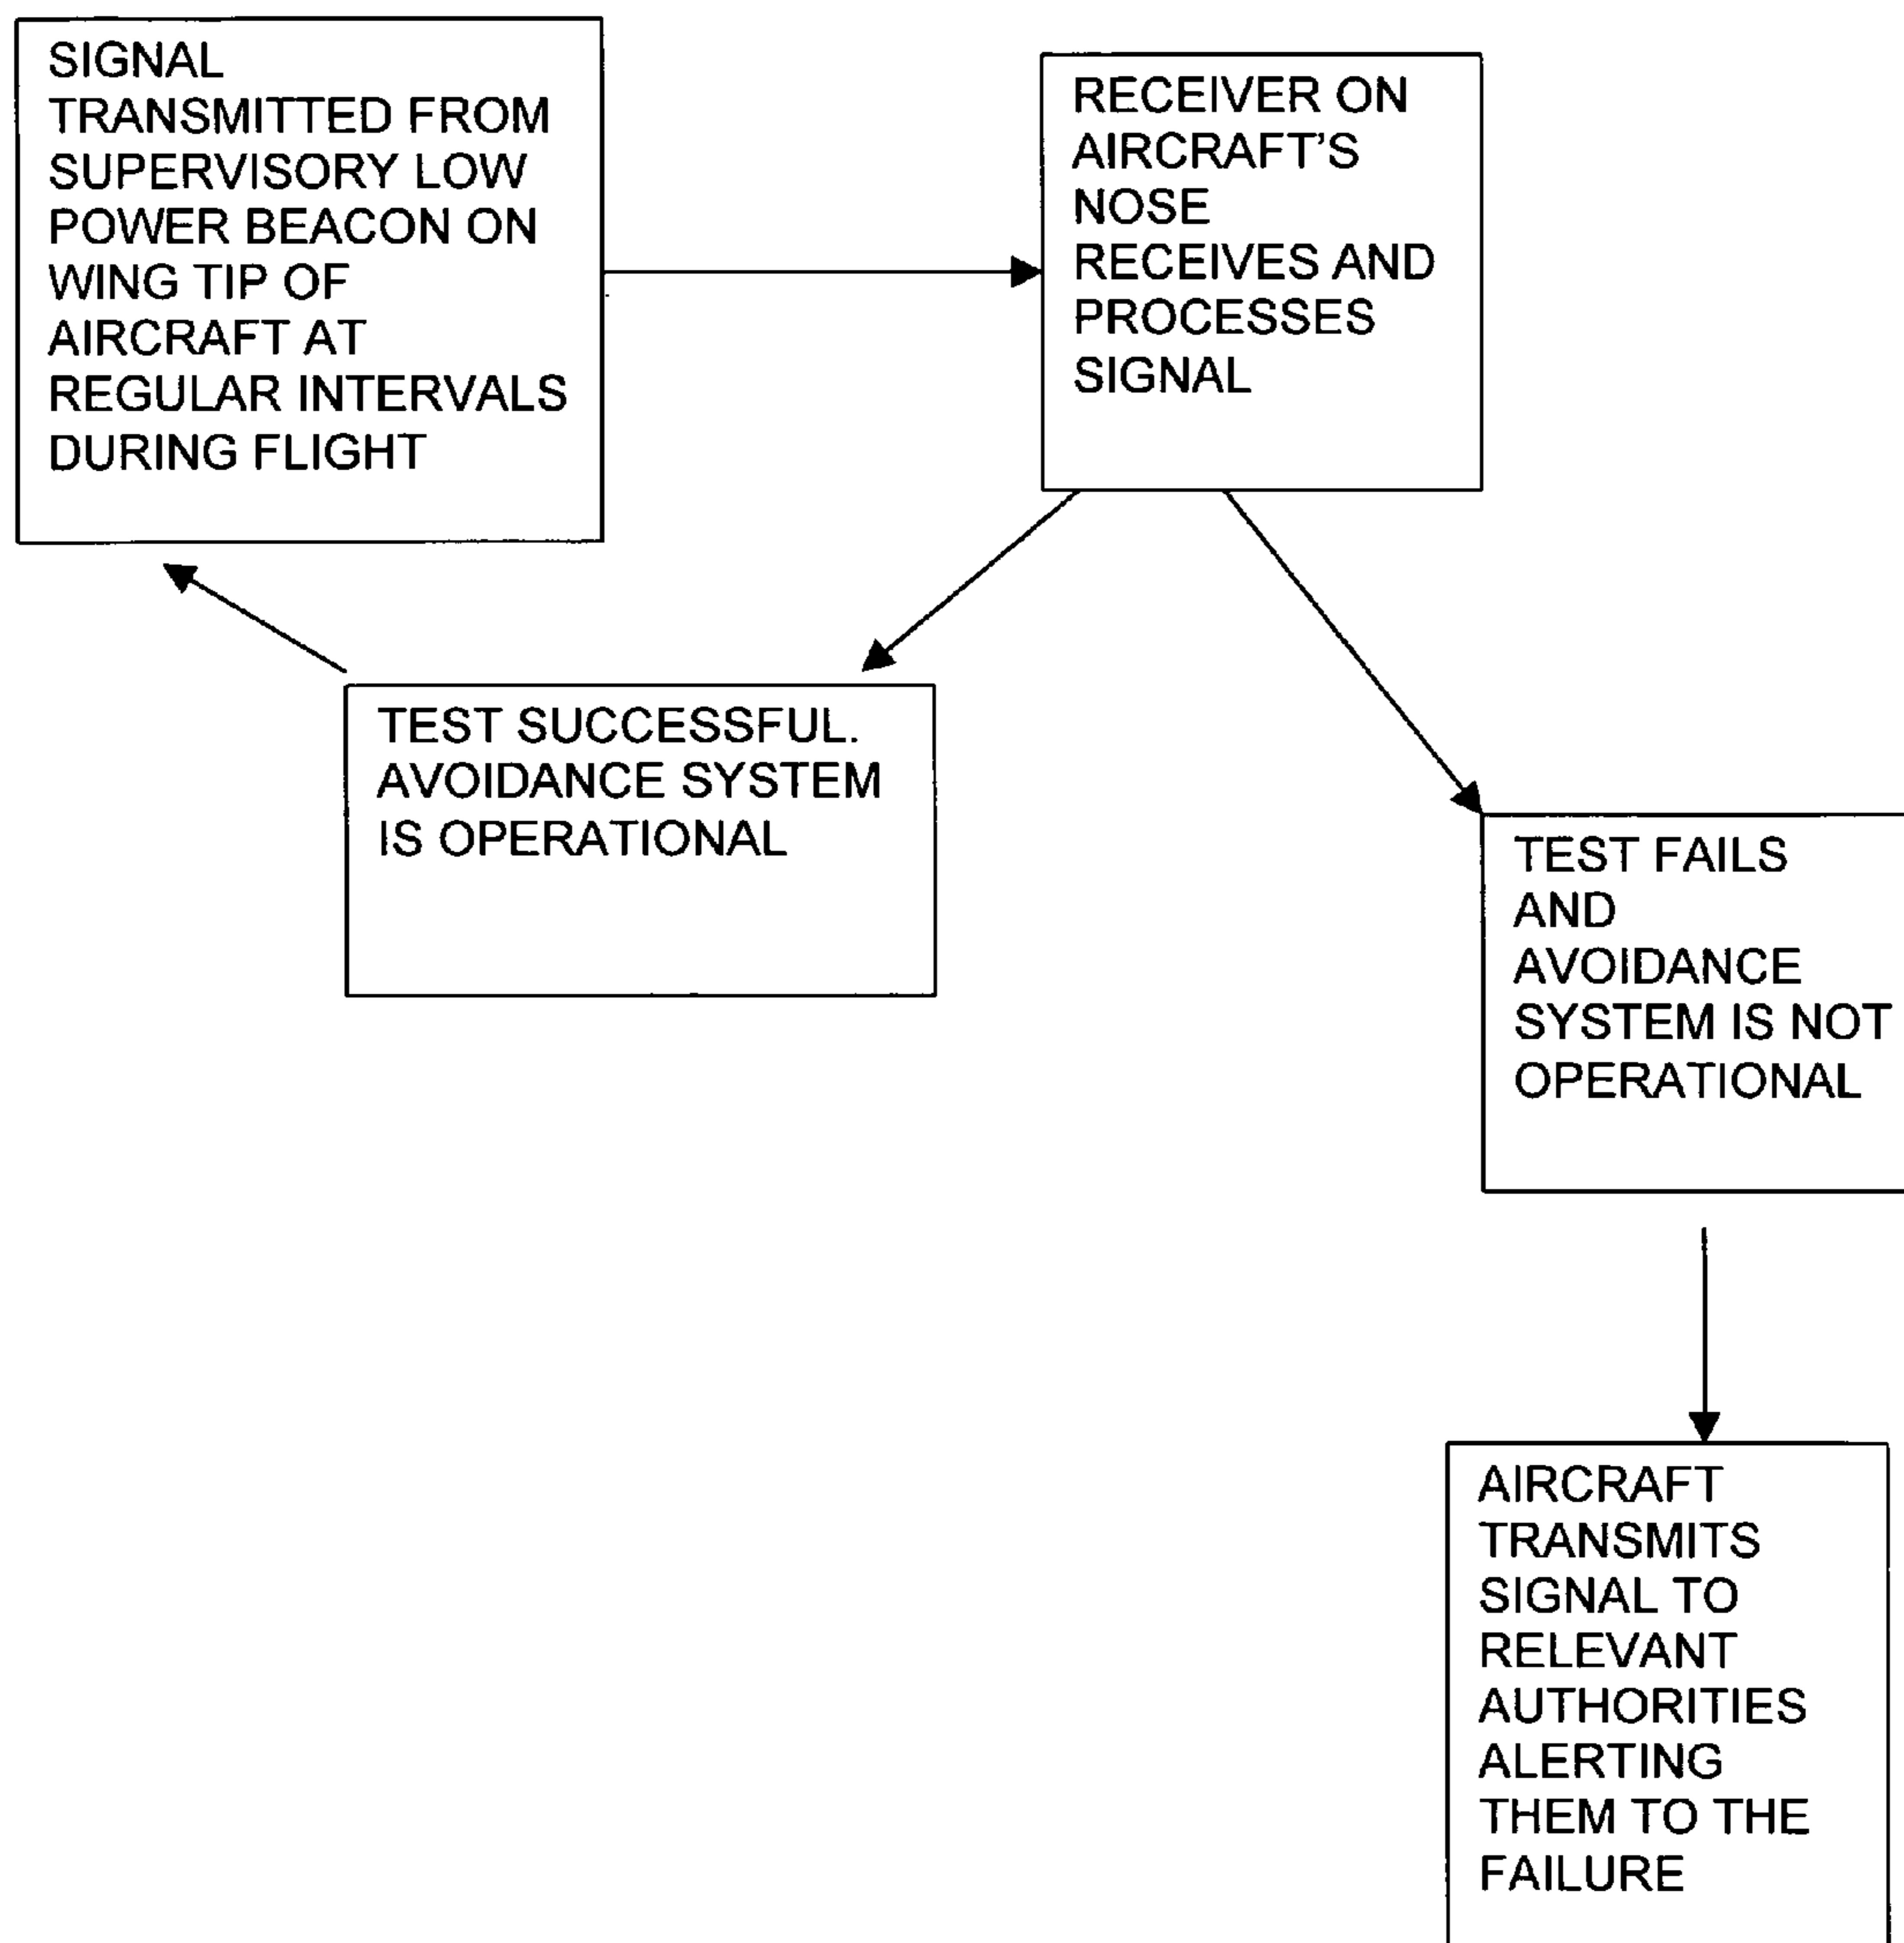 SIGNAL
TRANSMITTED FROM
SUPERVISORY LOW
POWER BEACON ON
WING TIP OF
AIRCRAFT AT
REGULAR INTERVALS
DURING FLIGHT
RECEIVER ON
AIRCRAFT'S
NOSE
RECEIVES AND
PROCESSES
SIGNAL
TEST SUCCESSFUL.
AVOIDANCE SYSTEM
IS OPERATIONAL
TEST FAILS
AND
AVOIDANCE
SYSTEM IS NOT
OPERATIONAL
AIRCRAFT
TRANSMITS
SIGNAL TO
RELEVANT
AUTHORITIES
ALERTING
THEM TO THE
FAILURE